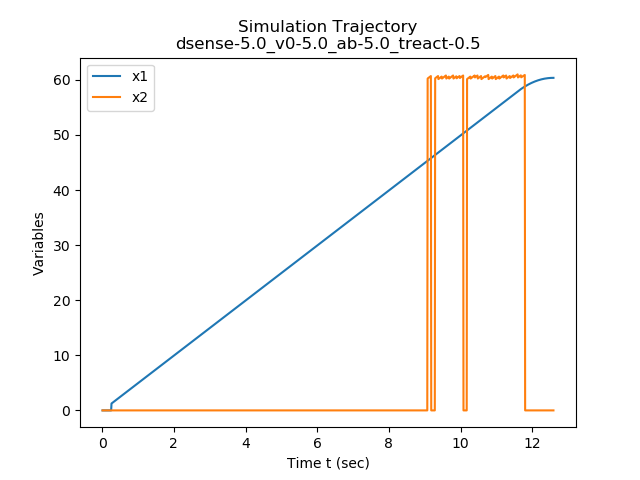 Simulation Trajectory
dsense-5.0_v0-5.0_ab-5.0_treact-0.5
x1
x2
60
50
40
30
20
10
0
Variables
0 2 4 6 8 10 12
Time t (sec)